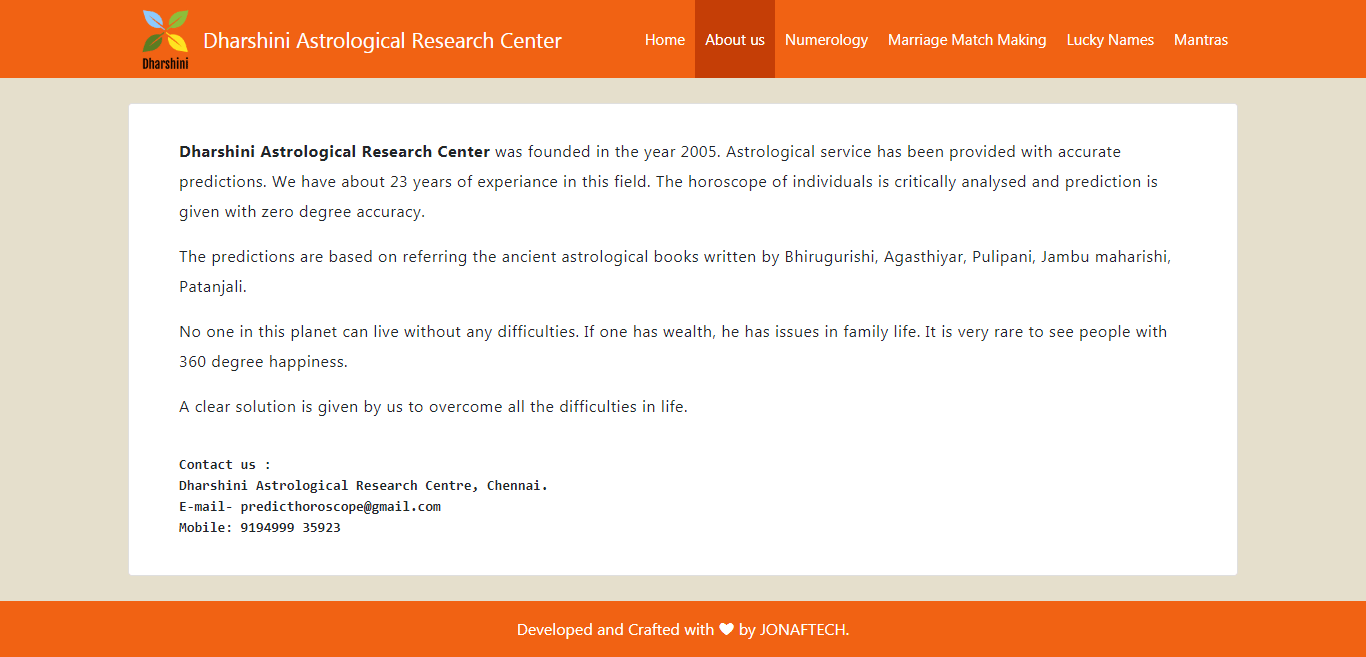 Dharshini
Dharshini Astrological Research Center
Home About us Numerology Marriage Match Making Lucky Names Mantras
Dharshini Astrological Research Center was founded in the year 2005. Astrological service has been provided with accurate
predictions. We have about 23 years of experiance in this field. The horoscope of individuals is critically analysed and prediction is
given with zero degree accuracy.
The predictions are based on referring the ancient astrological books written by Bhirugurishi, Agasthiyar, Pulipani, Jambu maharishi,
Patanjali.
No one in this planet can live without any difficulties. If one has wealth, he has issues in family life. It is very rare to see people with
360 degree happiness.
A clear solution is given by us to overcome all the difficulties in life.
Contact us :
Dharshini Astrological Research Centre, Chennai.
E-mail- predicthoroscope@gmail.com
Mobile: 9194999 35923
Developed and Crafted with ❤ by JONAFTECH.